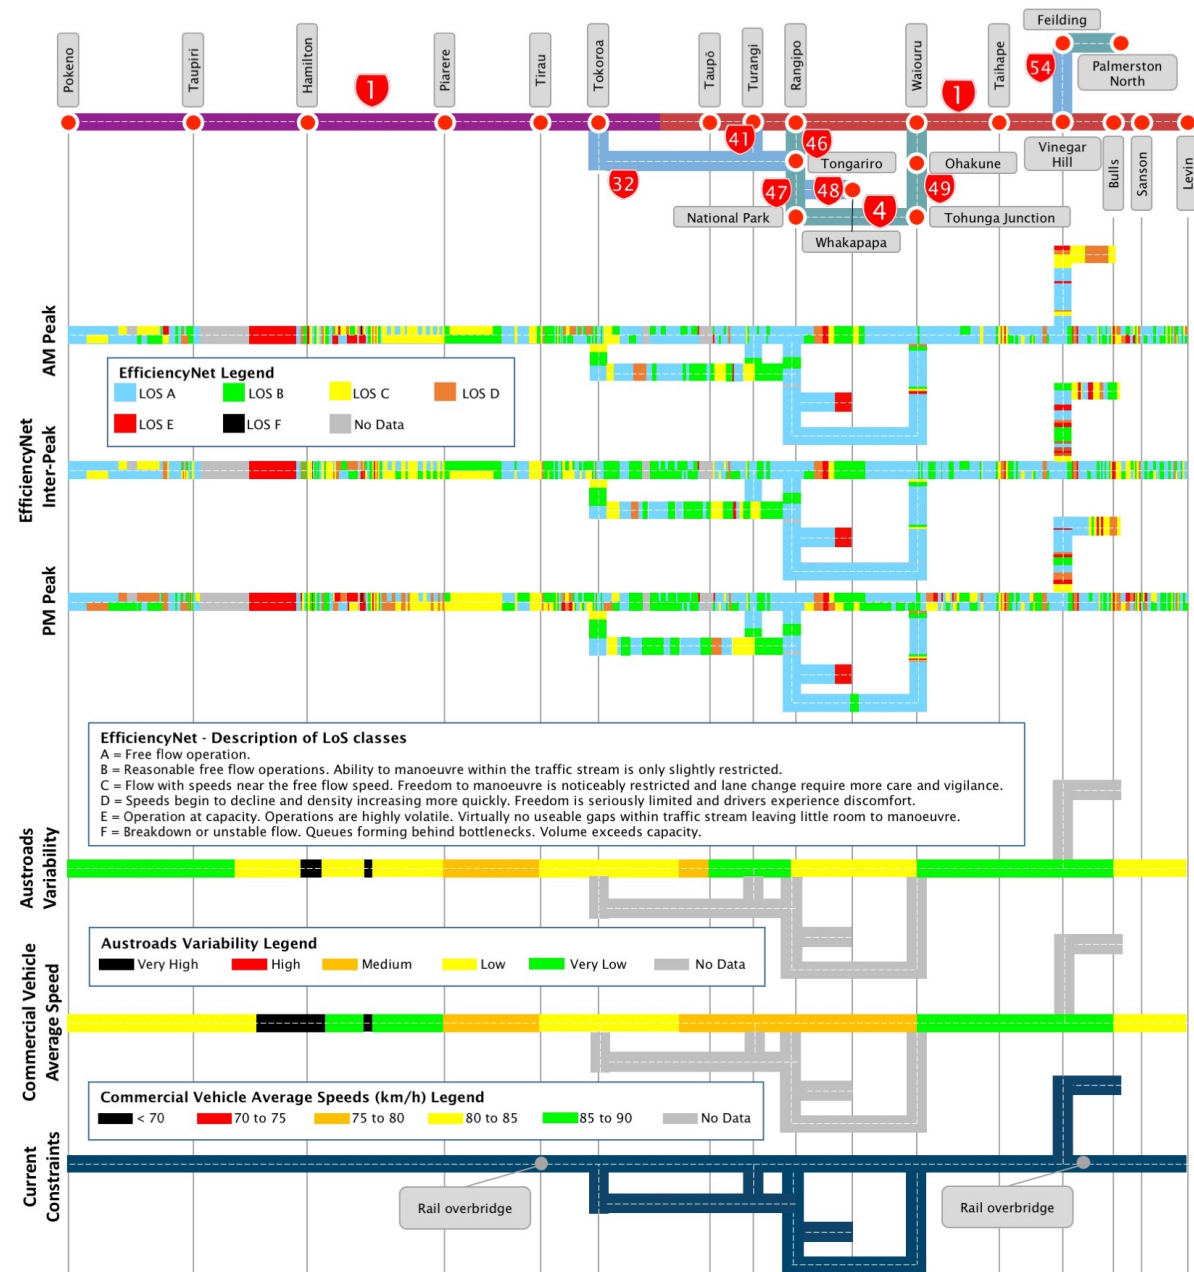 Feilding
Pokeno
Taupiri
Hamilton
Piarere
Tirau
Tokoroa
Taupō
Turangi
Rangipo
Waiouru
Taihape
54
Palmerston
North
1
1
41
46
Vinegar
Hill
Bulls
Sanson
Levin
32
Tongariro
Ohakune
47
48
4
49
National Park
Tohunga Junction
Whakapapa
AM Peak
EfficiencyNet Legend
LOS A
LOS B
LOS C
LOS D
LOS E
LOS F
No Data
EfficiencyNet
Inter-Peak
PM Peak
EfficiencyNet - Description of LoS classes
A = Free flow operation.
B = Reasonable free flow operations. Ability to manoeuvre within the traffic stream is only slightly restricted.
C = Flow with speeds near the free flow speed. Freedom to manoeuvre is noticeably restricted and lane change require more care and vigilance.
D = Speeds begin to decline and density increasing more quickly. Freedom is seriously limited and drivers experience discomfort.
E = Operation at capacity. Operations are highly volatile. Virtually no useable gaps within traffic stream leaving little room to manoeuvre.
F = Breakdown or unstable flow. Queues forming behind bottlenecks. Volume exceeds capacity.
Austroads
Variability
Austroads Variability Legend
Very High
High
Medium
Low
Very Low
No Data
Commercial Vehicle
Average Speed
Commercial Vehicle Average Speeds (km/h) Legend
< 70
70 to 75
75 to 80
80 to 85
85 to 90
No Data
Current
Constraints
Rail overbridge
Rail overbridge